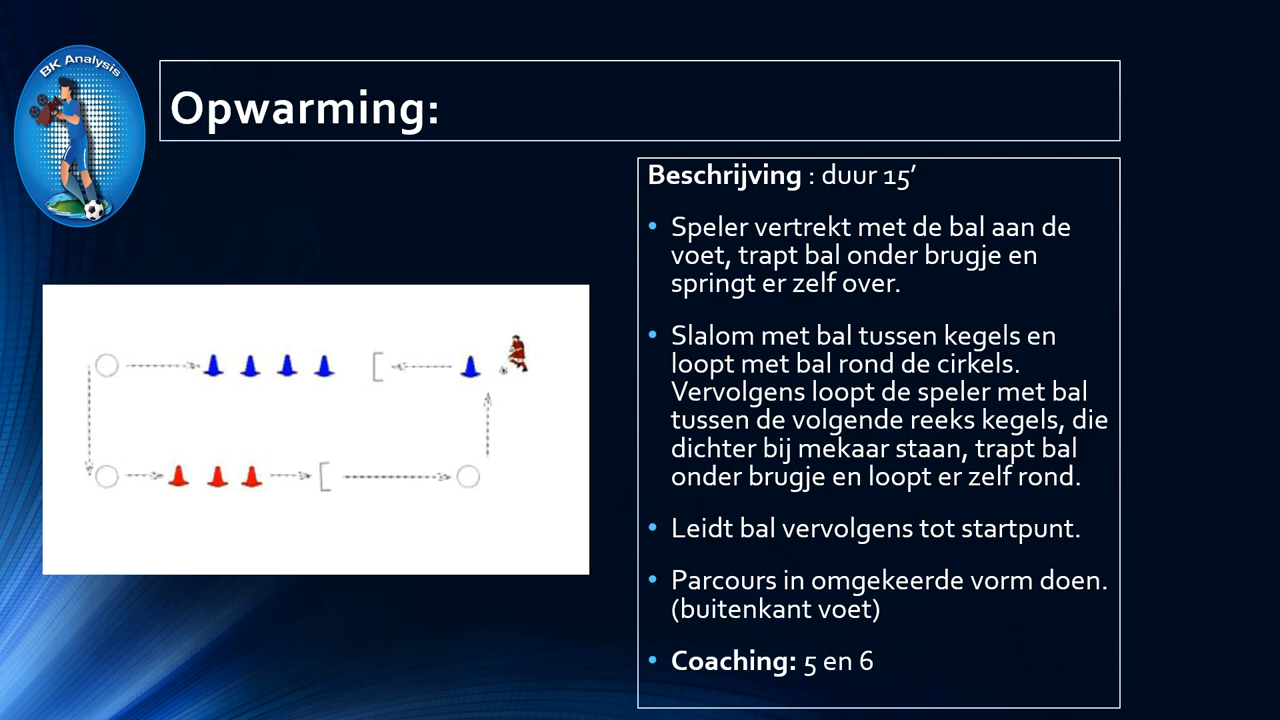 BK Analysis
Opwarming:
Beschrijving : duur 15’
• Speler vertrekt met de bal aan de
voet, trapt bal onder brugje en
springt er zelf over.
• Slalom met bal tussen kegels en
loopt met bal rond de cirkels.
Vervolgens loopt de speler met bal
tussen de volgende reeks kegels, die
dichter bij mekaar staan, trapt bal
onder brugje en loopt er zelf rond.
• Leidt bal vervolgens tot startpunt.
• Parcours in omgekeerde vorm doen.
(buitenkant voet)
• Coaching: 5 en 6